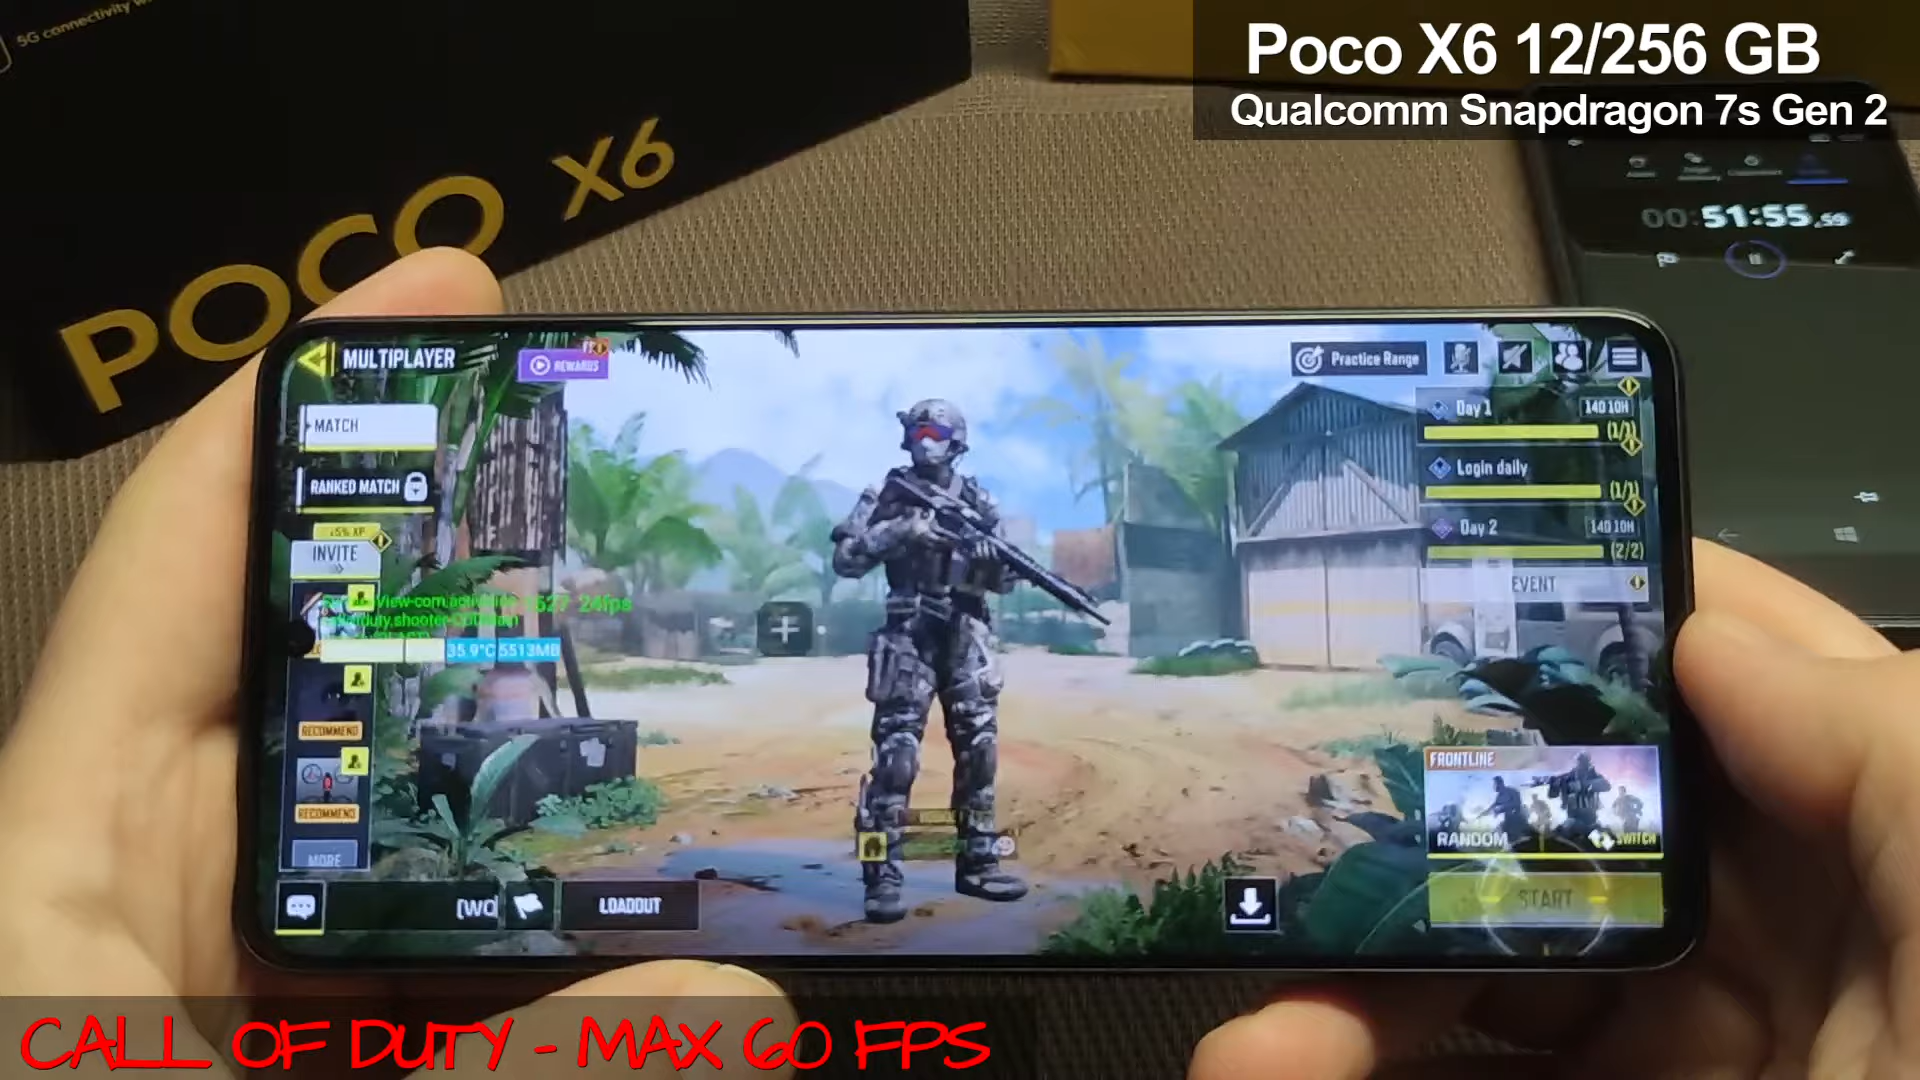 5G connectivity
Poco X6 12/256 GB
Qualcomm Snapdragon 7s Gen 2
POCO X6
00:51:55,59
MULTIPLAYER
REWARDS
Practice Range
MATCH
Day 1
14D 10H
(1/1)
RANKED MATCH
Login daily
(1/1)
Day 2
14D 10H
(2/2)
INVITE
EVENT
24fps
35.9°C 5513MB
RECOMMEND
RECOMMEND
MORE
FRONTLINE
RANDOM
SWITCH
LOADOUT
START
CALL OF DUTY - MAX 60 FPS